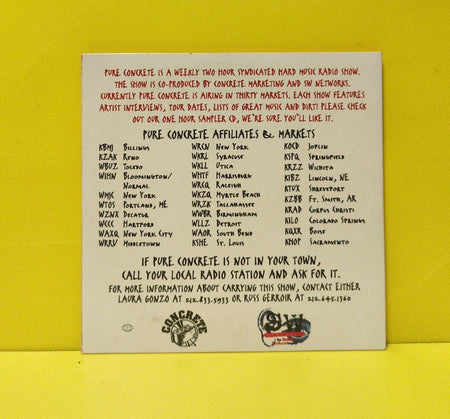 PURE CONCRETE IS A WEEKLY TWO HOUR SYNDICATED HARD MUSIC RADIO SHOW.
THE SHOW IS CO-PRODUCED BY CONCRETE MARKETING AND SW NETWORKS.
CURRENTLY PURE CONCRETE IS AIRING IN THIRTY MARKETS. EACH SHOW FEATURES
ARTIST INTERVIEWS, TOUR DATES, LISTS OF GREAT MUSIC AND DIRT! PLEASE CHECK
OUT OUR ONE HOUR SAMPLER CD, WE'RE SURE YOU'LL LIKE IT.
PURE CONCRETE AFFILIATES & MARKETS
KBMJ BILLINGS
KZAK RENO
WBUZ TOLEDO
WIHN BLOOMINGTON/
NORMAL
WMJC NEW YORK
WTOS PORTLAND, ME
WZNX DECATUR
WCCC HARTFORD
WAXQ NEW YORK CITY
WRRV MIDDLETOWN
WRCN NEW YORK
WKRL SYRACUSE
WKLL UTICA
WHTF HARRISBURG
WRCQ RALEIGH
WKZQ MYRTLE BEACH
WRZK TALLAHASSEE
WWBR BIRMINGHAM
WLLZ DETROIT
WAOR SOUTH BEND
KSHE ST. LOUIS
KOCD JOPLIN
KSPQ SPRINGFIELD
KRZZ WICHITA
KIBZ LINCOLN, NE
KTUX SHREVEPORT
KZBB FT. SMITH, AR
KRAD CORPUS CHRISTI
KILO COLORADO SPRINGS
KQXR BOISE
KHOP SACRAMENTO
IF PURE CONCRETE IS NOT IN YOUR TOWN,
CALL YOUR LOCAL RADIO STATION AND ASK FOR IT.
FOR MORE INFORMATION ABOUT CARRYING THIS SHOW, CONTACT EITHER
LAURA GONZO AT 212.833.5933 OR RUSS GERROIR AT 212.645.1360
CONCRETE
SW